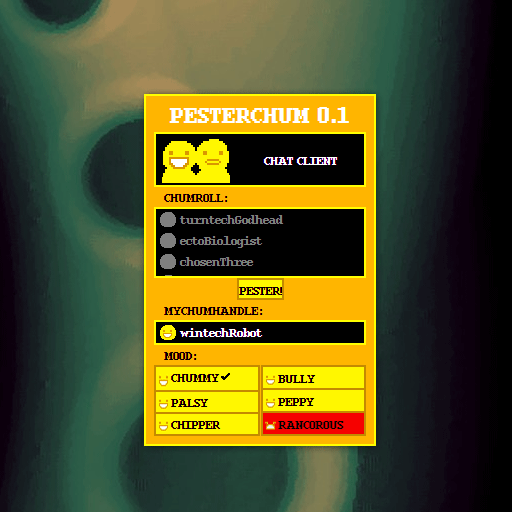 PESTERCHUM 0.1
CHAT CLIENT
CHUMROLL:
turntechGodhead
ectoBiologist
chosenThree
PESTER!
MYCHUMHANDLE:
wintechRobot
MOOD:
CHUMMY✔ BULLY
PALSY PEPPY
CHIPPER RANCOROUS